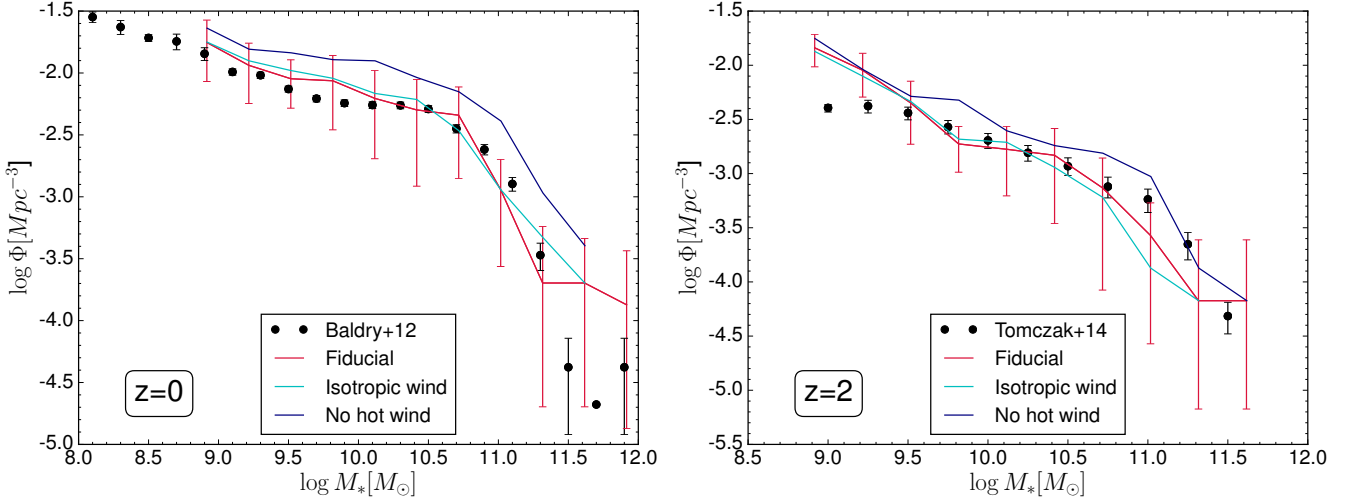 -1.5
-2.0
-2.5
-3.0
-3.5
-4.0
-4.5
-5.0
log Φ[Mpc⁻³]
Baldry+12
Fiducial
Isotropic wind
No hot wind
z=0
8.0 8.5 9.0 9.5 10.0 10.5 11.0 11.5 12.0
log M*[M⊙]
-1.5
-2.0
-2.5
-3.0
-3.5
-4.0
-4.5
-5.0
-5.5
log Φ[Mpc⁻³]
Tomczak+14
Fiducial
Isotropic wind
No hot wind
z=2
8.5 9.0 9.5 10.0 10.5 11.0 11.5 12.0
log M*[M⊙]